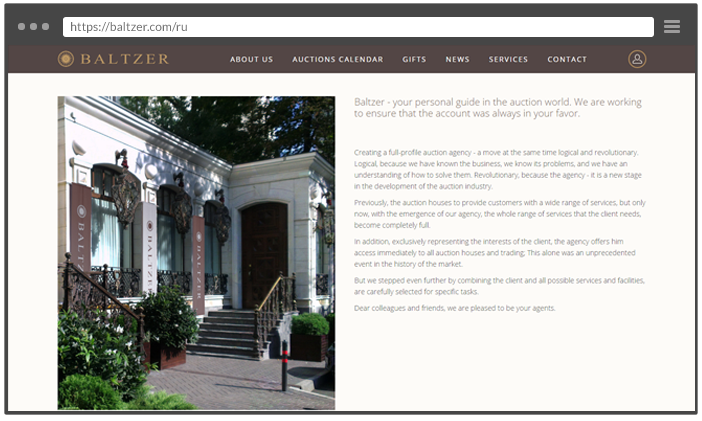 https://baltzer.com/ru
BALTZER
ABOUT US
AUCTIONS CALENDAR
GIFTS
NEWS
SERVICES
CONTACT
Baltzer - your personal guide in the auction world. We are working
to ensure that the account was always in your favor.
Creating a full-profile auction agency - a move at the same time logical and revolutionary.
Logical, because we have known the business, we know its problems, and we have an
understanding of how to solve them. Revolutionary, because the agency - it is a new stage
in the development of the auction industry.
Previously, the auction houses to provide customers with a wide range of services, but only
now, with the emergence of our agency, the whole range of services that the client needs,
become completely full.
In addition, exclusively representing the interests of the client, the agency offers him
access immediately to all auction houses and trading. This alone was an unprecedented
event in the history of the market.
But we stepped even further by combining the client and all possible services and facilities,
are carefully selected for specific tasks.
Dear colleagues and friends, we are pleased to be your agents.
BALTZER
BALTZER